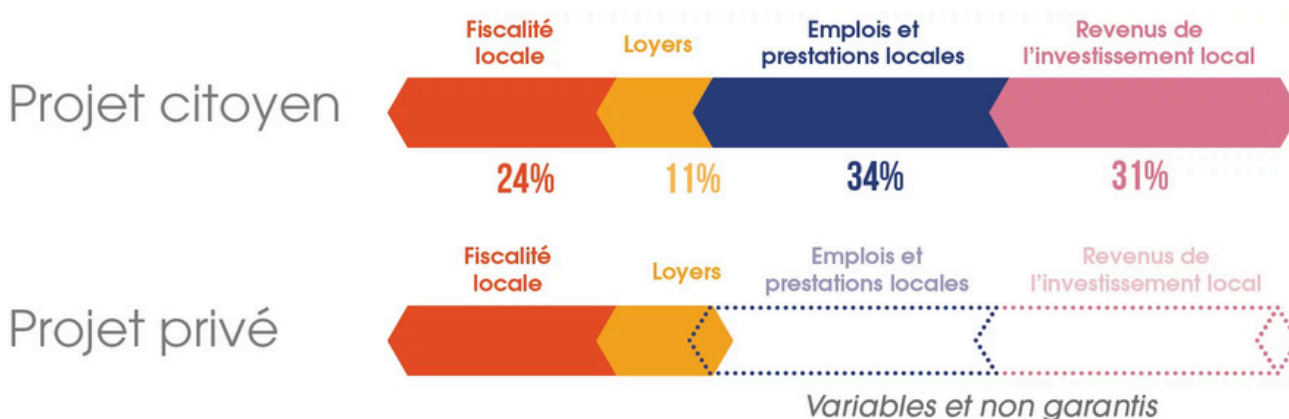 Fiscalité
locale
Loyers
Emplois et
prestations locales
Revenus de
l'investissement local
Projet citoyen
24%
11%
34%
31%
Fiscalité
locale
Loyers
Emplois et
prestations locales
Revenus de
l'investissement local
Projet privé
Variables et non garantis